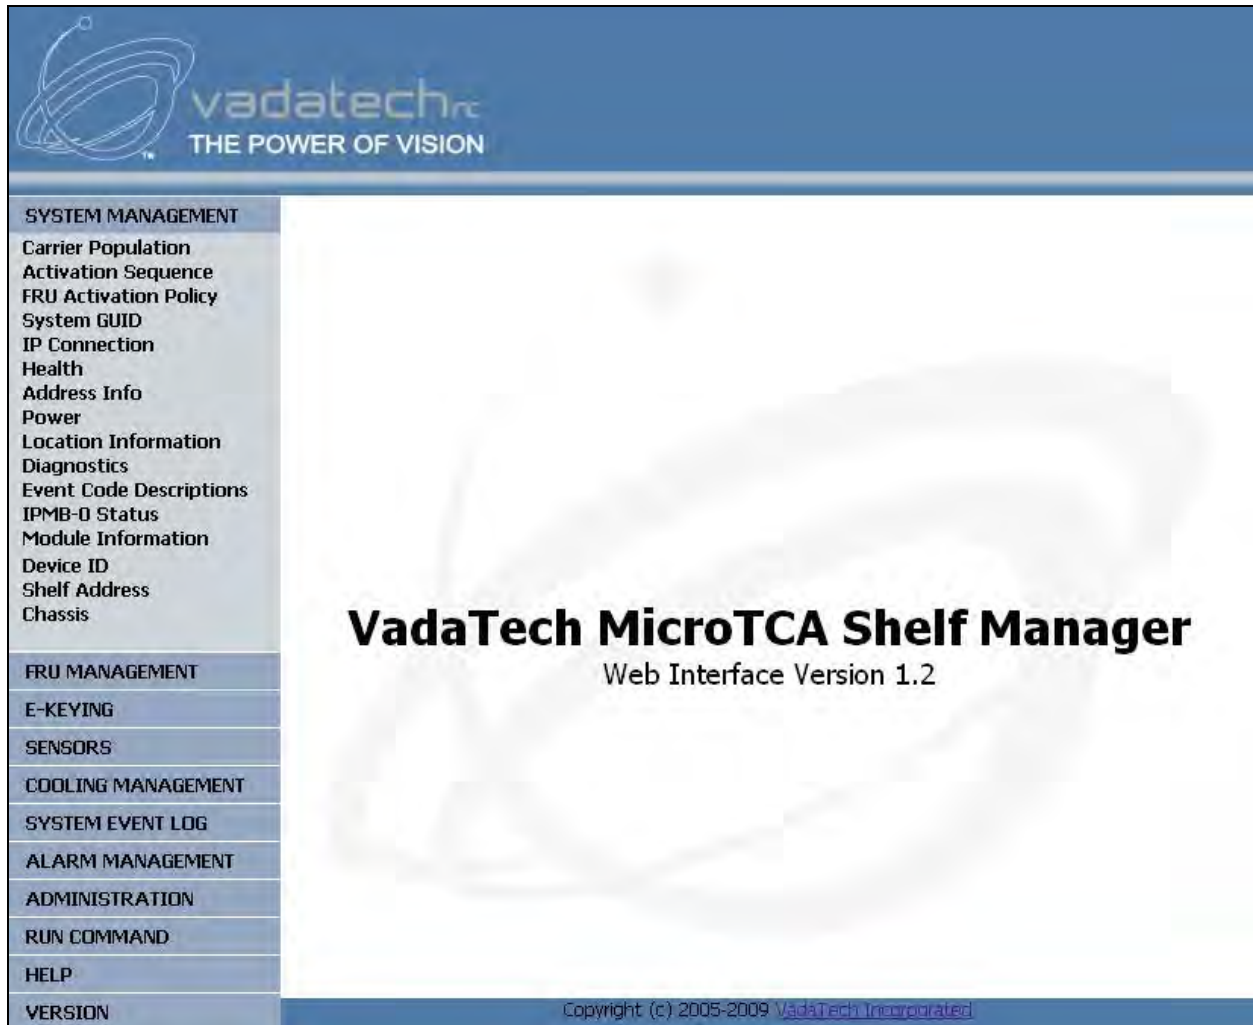 vadatech
THE POWER OF VISION
TM
SYSTEM MANAGEMENT
Carrier Population
Activation Sequence
FRU Activation Policy
System GUID
IP Connection
Health
Address Info
Power
Location Information
Diagnostics
Event Code Descriptions
IPMB-0 Status
Module Information
Device ID
Shelf Address
Chassis
FRU MANAGEMENT
E-KEYING
SENSORS
COOLING MANAGEMENT
SYSTEM EVENT LOG
ALARM MANAGEMENT
ADMINISTRATION
RUN COMMAND
HELP
VERSION
VadaTech MicroTCA Shelf Manager
Web Interface Version 1.2
Copyright (c) 2005-2009 VadaTech Incorporated